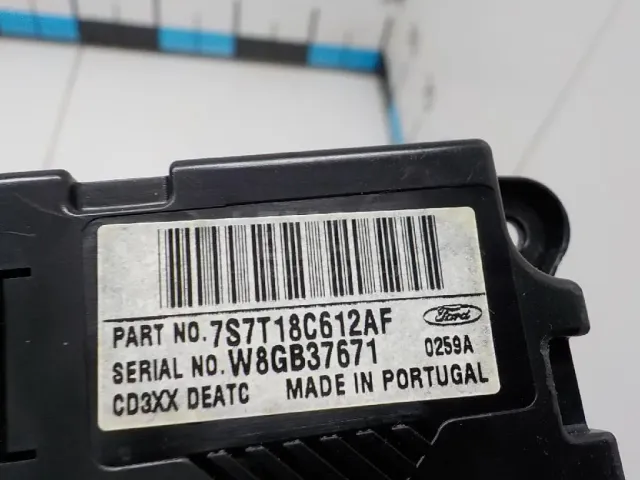 PART NO. 7S7T18C612AF
Ford
SERIAL NO. W8GB37671
0259A
CD3XX DEATC MADE IN PORTUGAL